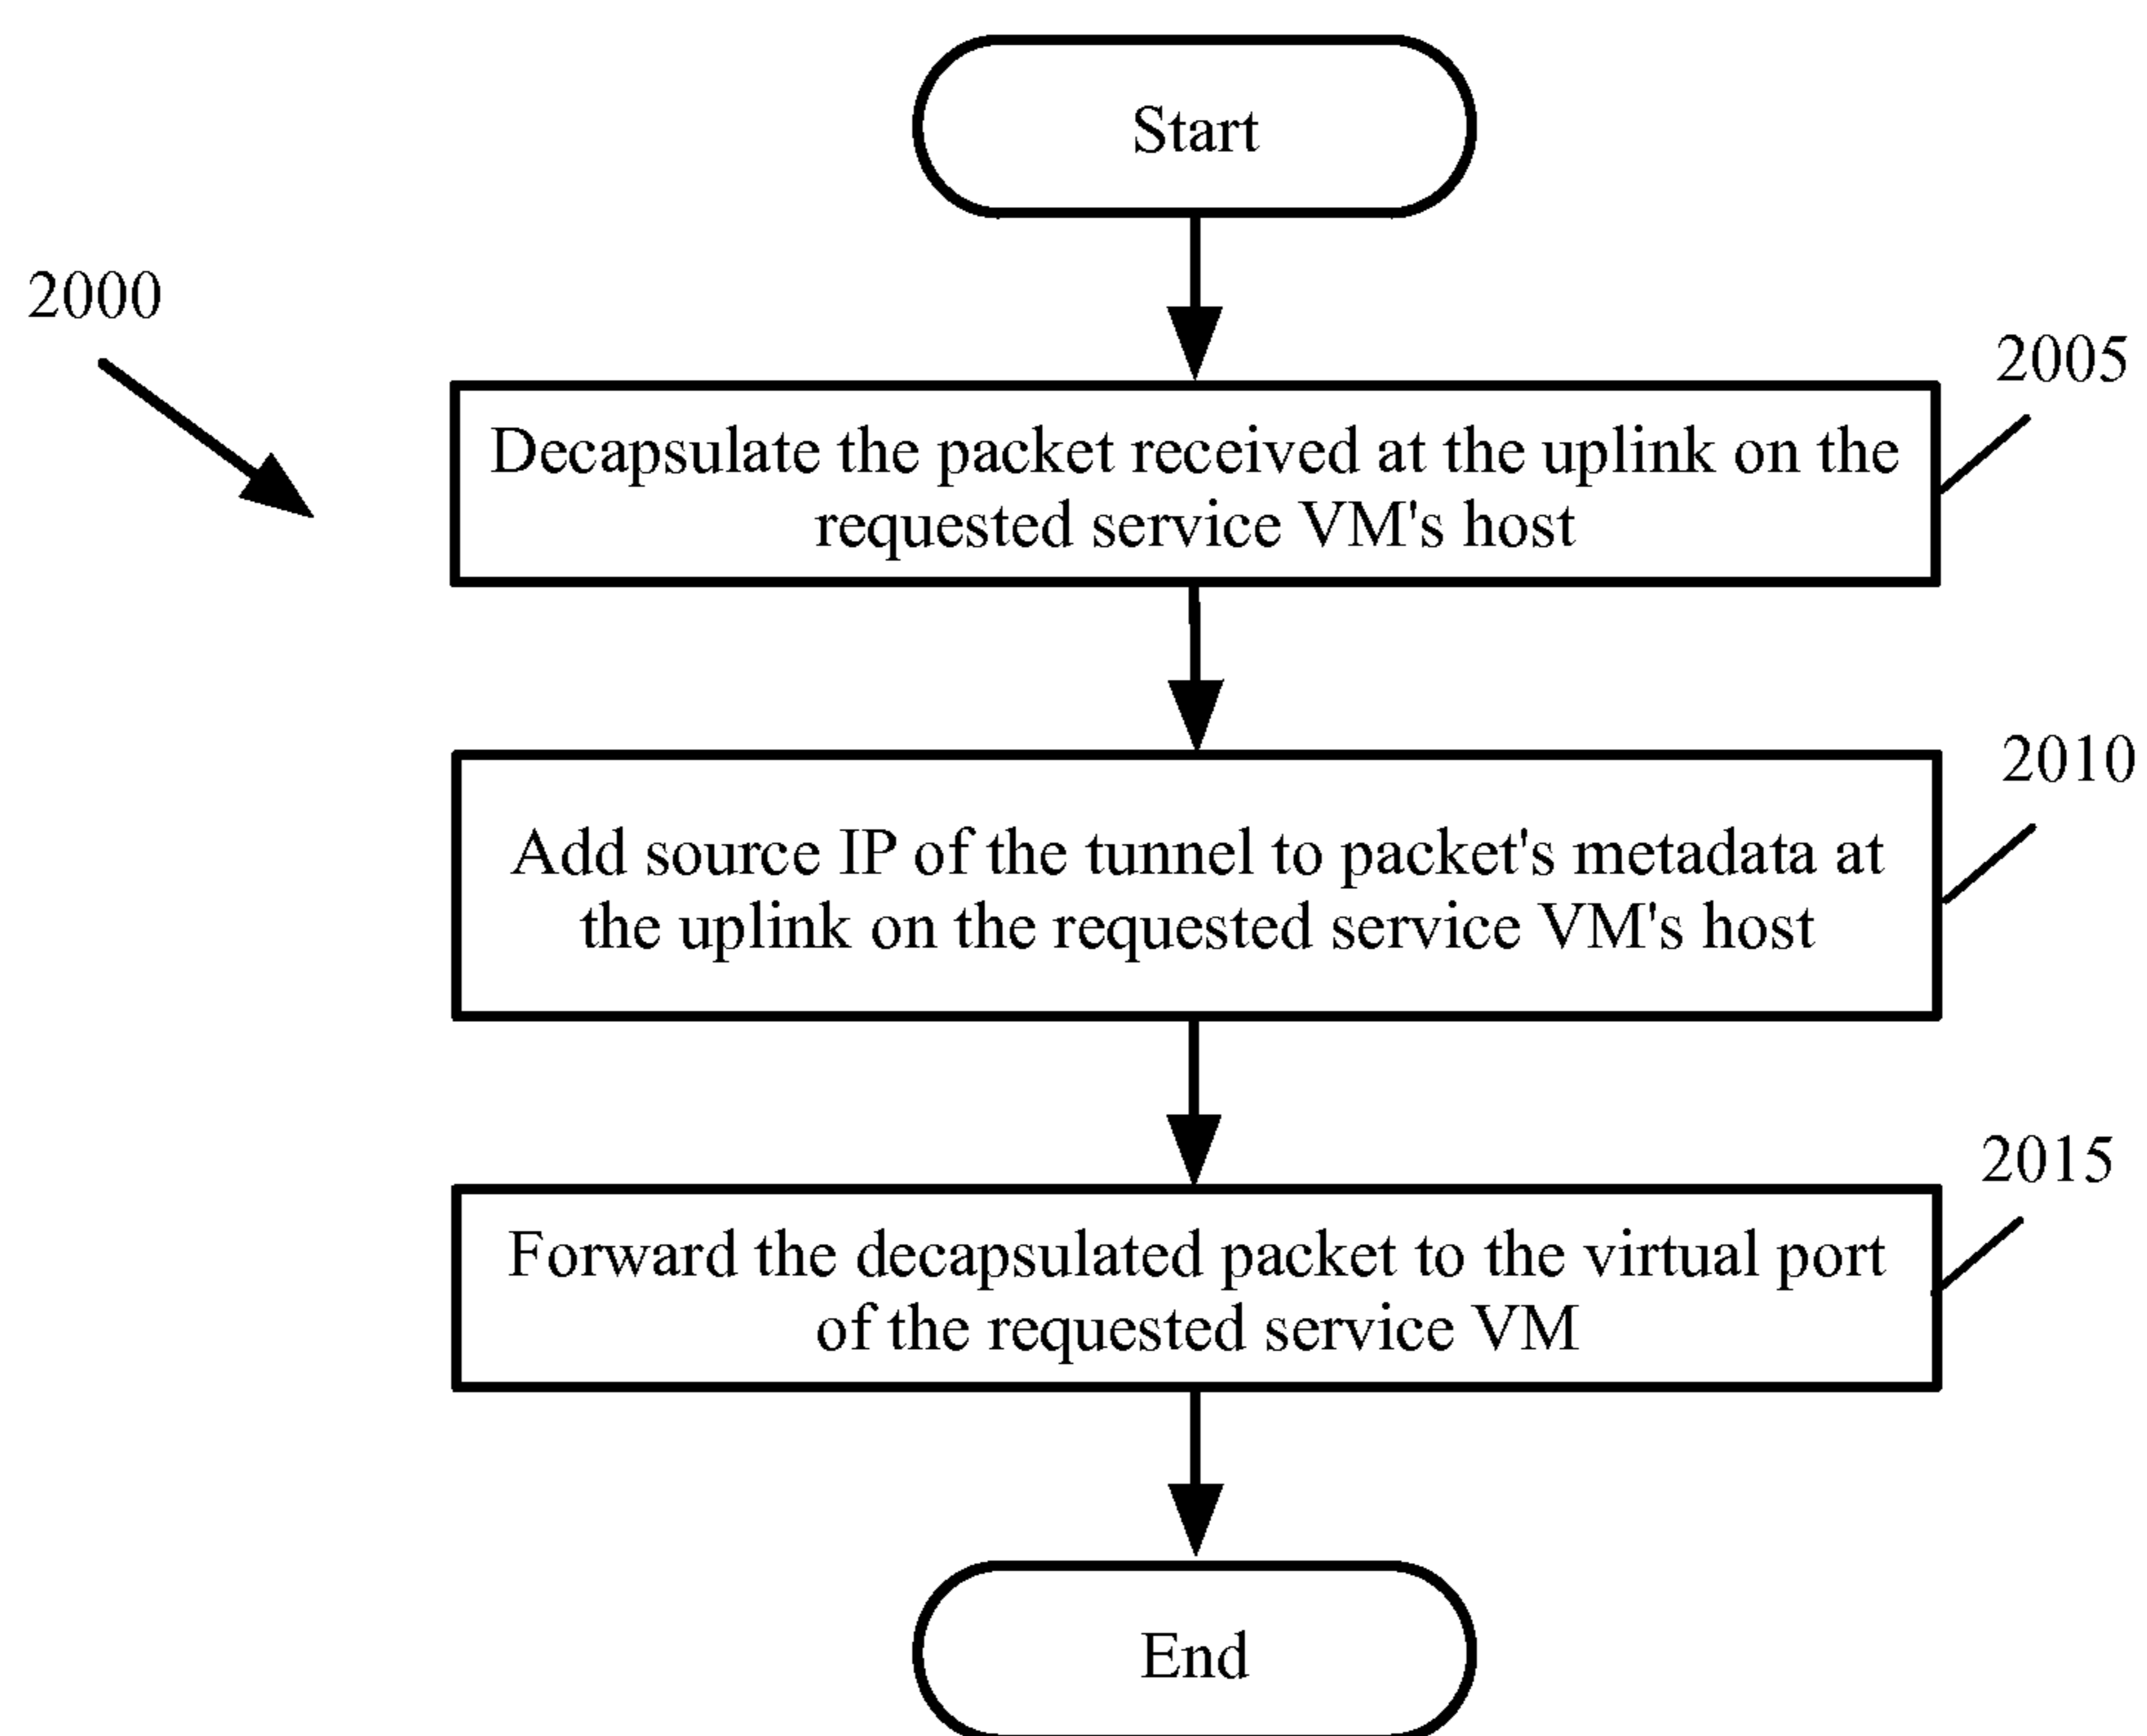 Start
2000
2005
Decapsulate the packet received at the uplink on the
requested service VM's host
2010
Add source IP of the tunnel to packet's metadata at
the uplink on the requested service VM's host
2015
Forward the decapsulated packet to the virtual port
of the requested service VM
End